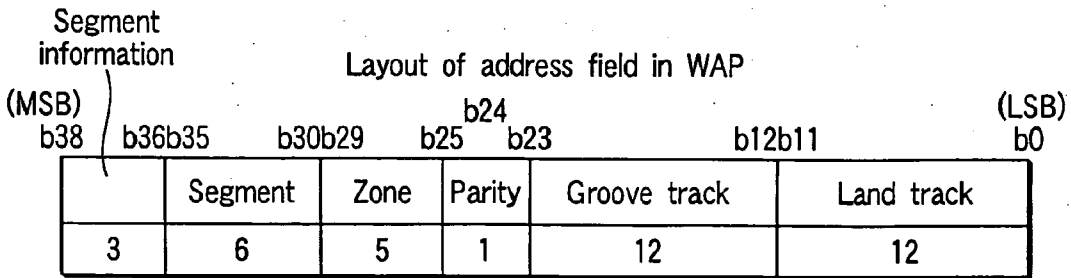 Segment
information
Layout of address field in WAP
(MSB) b24 (LSB)
b38 b36b35 b30b29 b25 b23 b12b11 b0
Segment Zone Parity Groove track Land track
3 6 5 1 12 12